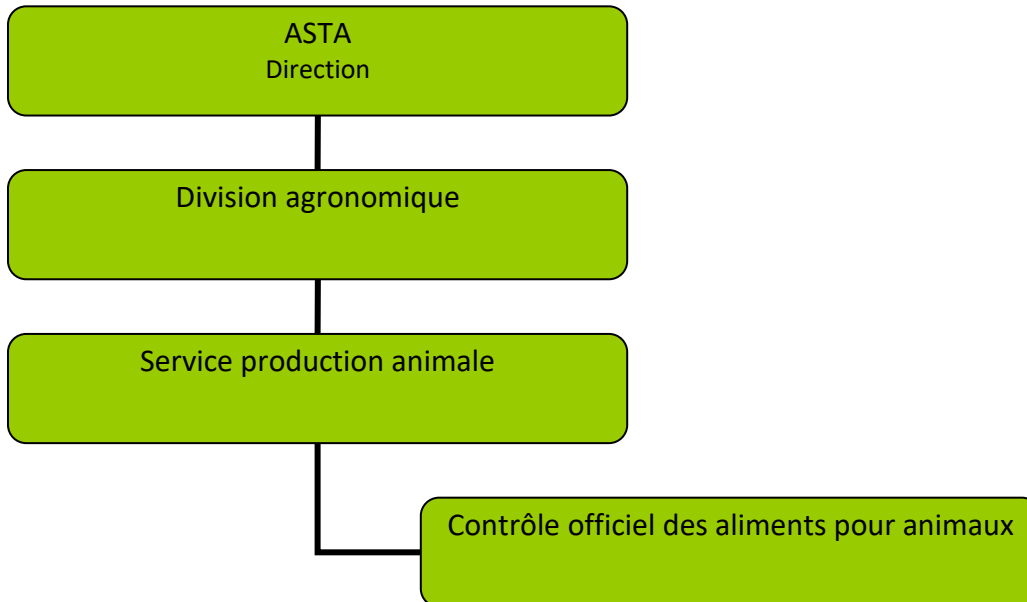 ASTA
Direction
Division agronomique
Service production animale
Contrôle officiel des aliments pour animaux